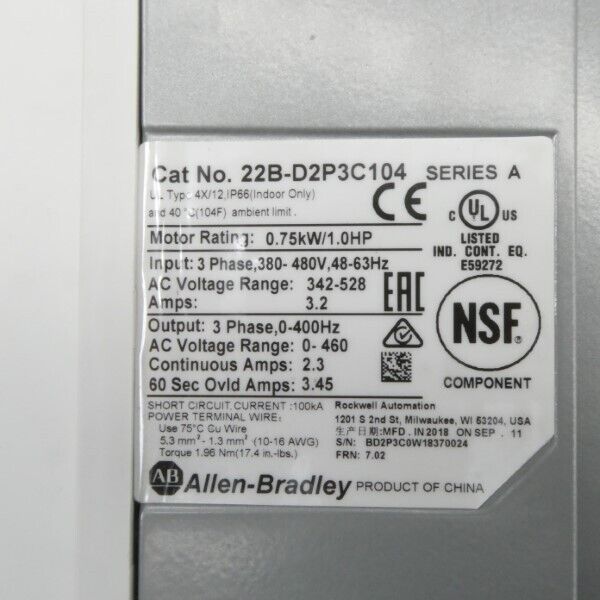 Cat No. 22B-D2P3C104 SERIES A
UL Type 4X/12,IP66(Indoor Only)
and 40 °C(104F) ambient limit .
CE
C UL US
LISTED
IND. CONT. EQ.
E59272
Motor Rating: 0.75kW/1.0HP
Input: 3 Phase,380- 480V,48-63Hz
AC Voltage Range: 342-528
Amps: 3.2
EAC
Output: 3 Phase,0-400Hz
AC Voltage Range: 0- 460
Continuous Amps: 2.3
60 Sec Ovld Amps: 3.45
NSF®
COMPONENT
SHORT CIRCUIT CURRENT :100kA
POWER TERMINAL WIRE:
Use 75°C Cu Wire
5.3 mm² - 1.3 mm² (10-16 AWG)
Torque 1.96 Nm(17.4 in.-lbs.)
Rockwell Automation
1201 S 2nd St, Milwaukee, WI 53204, USA
生产日期:MFD . IN 2018 ON SEP . 11
S/N: BD2P3C0W18370024
FRN: 7.02
AB Allen-Bradley PRODUCT OF CHINA